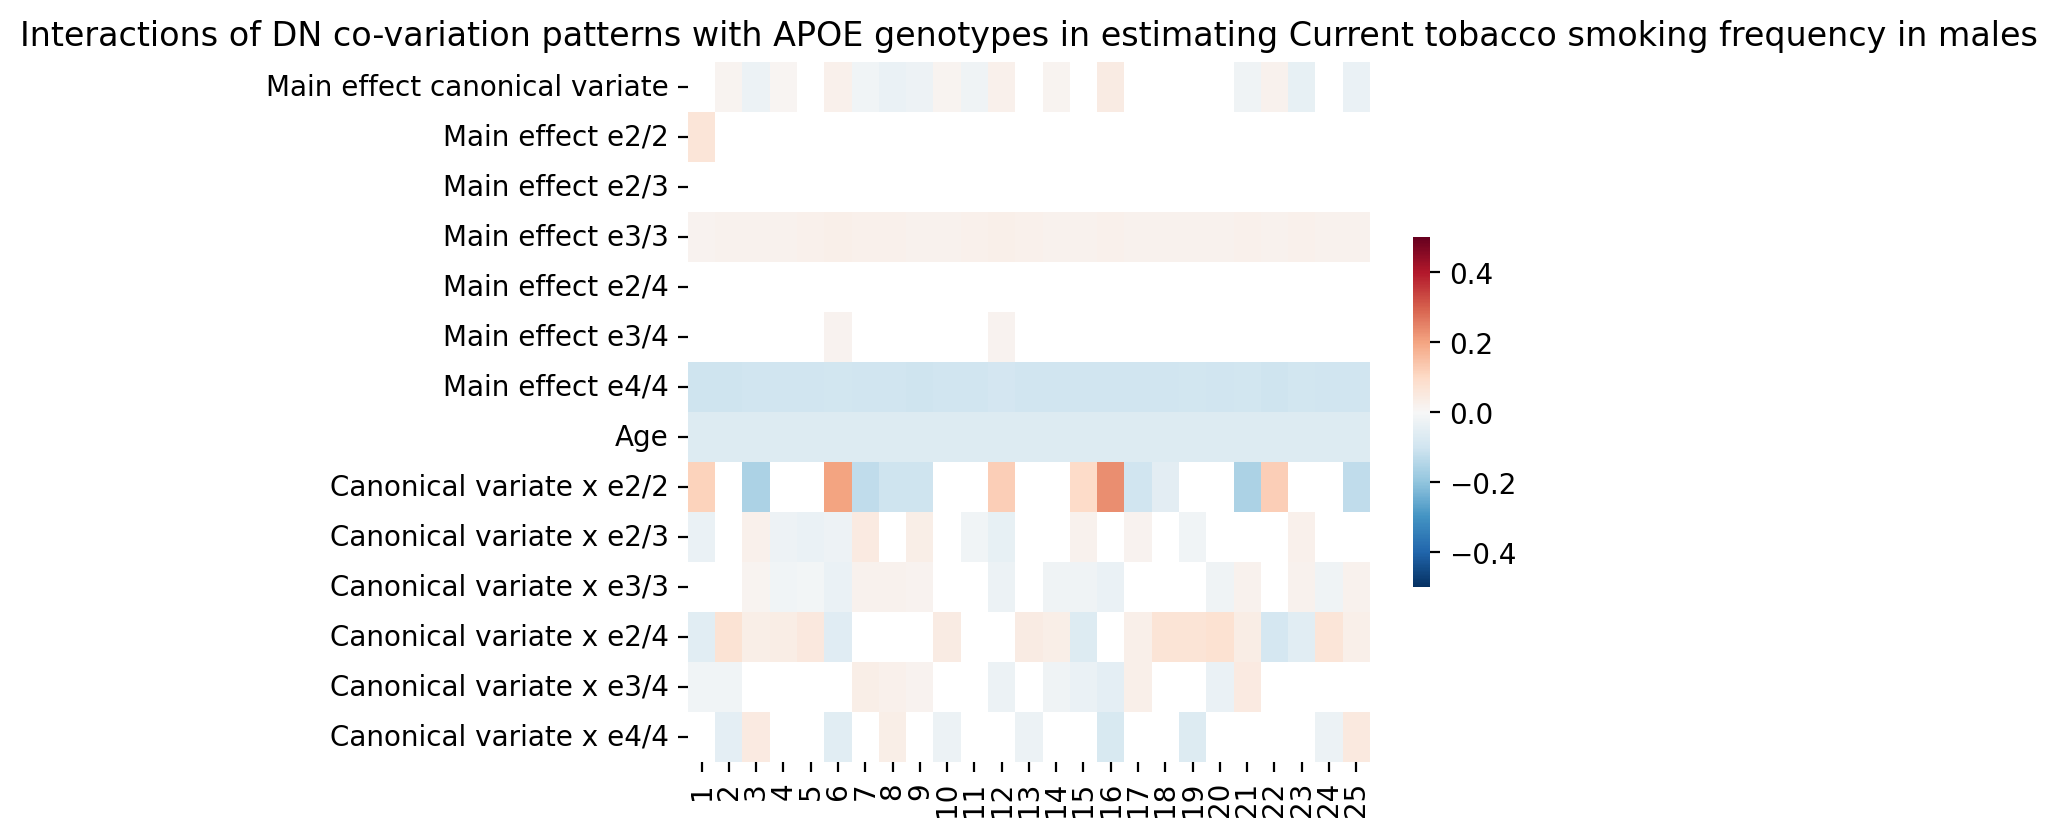 Interactions of DN co-variation patterns with APOE genotypes in estimating Current tobacco smoking frequency in males
Main effect canonical variate
Main effect e2/2
Main effect e2/3
Main effect e3/3
Main effect e2/4
Main effect e3/4
Main effect e4/4
Age
Canonical variate x e2/2
Canonical variate x e2/3
Canonical variate x e3/3
Canonical variate x e2/4
Canonical variate x e3/4
Canonical variate x e4/4
1 2 3 4 5 6 7 8 9 10 11 12 13 14 15 16 17 18 19 20 21 22 23 24 25
0.4
0.2
0.0
−0.2
−0.4